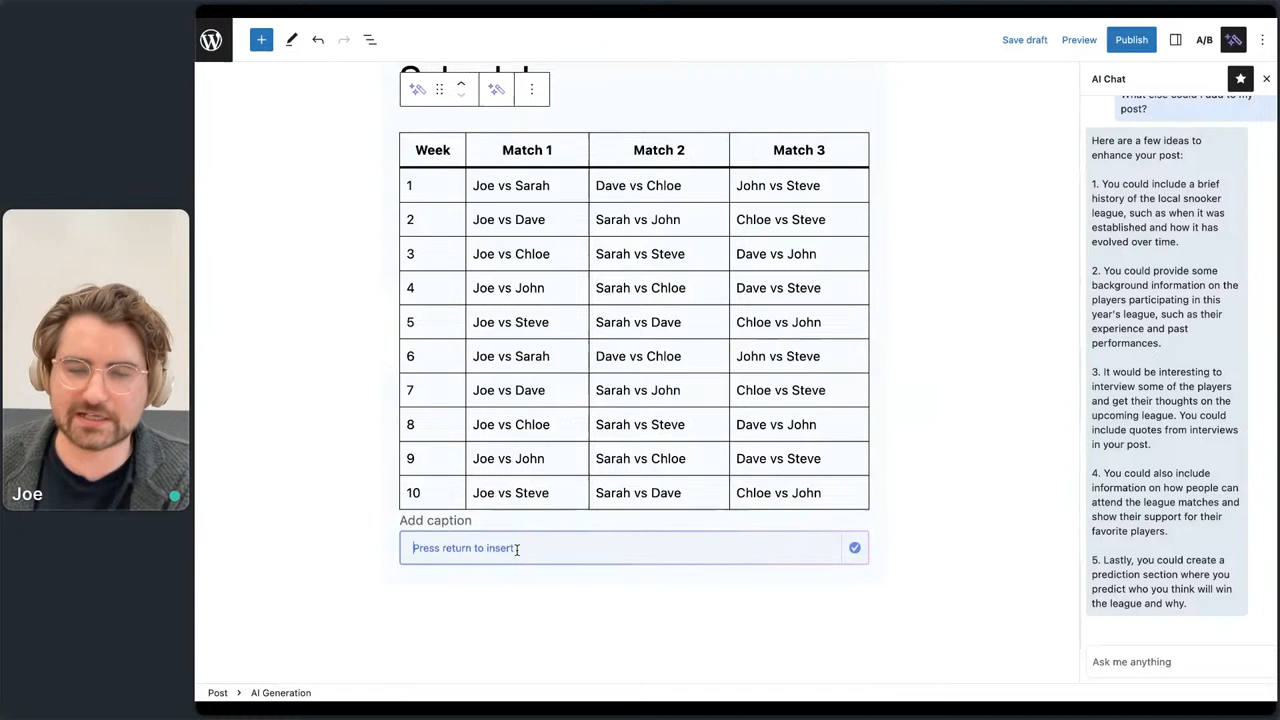 Save draft
Preview
Publish
A/B
Week Match 1 Match 2 Match 3
1 Joe vs Sarah Dave vs Chloe John vs Steve
2 Joe vs Dave Sarah vs John Chloe vs Steve
3 Joe vs Chloe Sarah vs Steve Dave vs John
4 Joe vs John Sarah vs Chloe Dave vs Steve
5 Joe vs Steve Sarah vs Dave Chloe vs John
6 Joe vs Sarah Dave vs Chloe John vs Steve
7 Joe vs Dave Sarah vs John Chloe vs Steve
8 Joe vs Chloe Sarah vs Steve Dave vs John
9 Joe vs John Sarah vs Chloe Dave vs Steve
10 Joe vs Steve Sarah vs Dave Chloe vs John
Add caption
Press return to insert
Post > AI Generation
AI Chat
What else could I add to my
post?
Here are a few ideas to
enhance your post:
1. You could include a brief
history of the local snooker
league, such as when it was
established and how it has
evolved over time.
2. You could provide some
background information on the
players participating in this
year's league, such as their
experience and past
performances.
3. It would be interesting to
interview some of the players
and get their thoughts on the
upcoming league. You could
include quotes from interviews
in your post.
4. You could also include
information on how people can
attend the league matches and
show their support for their
favorite players.
5. Lastly, you could create a
prediction section where you
predict who you think will win
the league and why.
Ask me anything
Joe